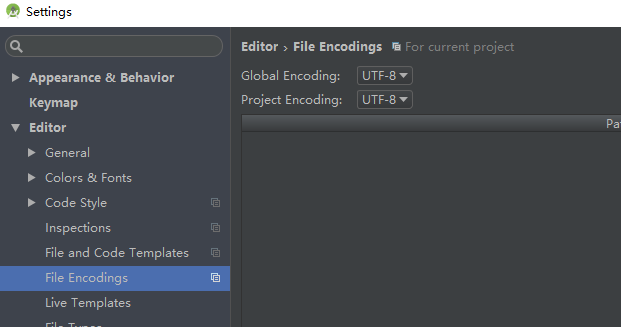 Settings
Editor › File Encodings For current project
Global Encoding: UTF-8
Project Encoding: UTF-8
Appearance & Behavior
Keymap
Editor
General
Colors & Fonts
Code Style
Inspections
File and Code Templates
File Encodings
Live Templates
File Types